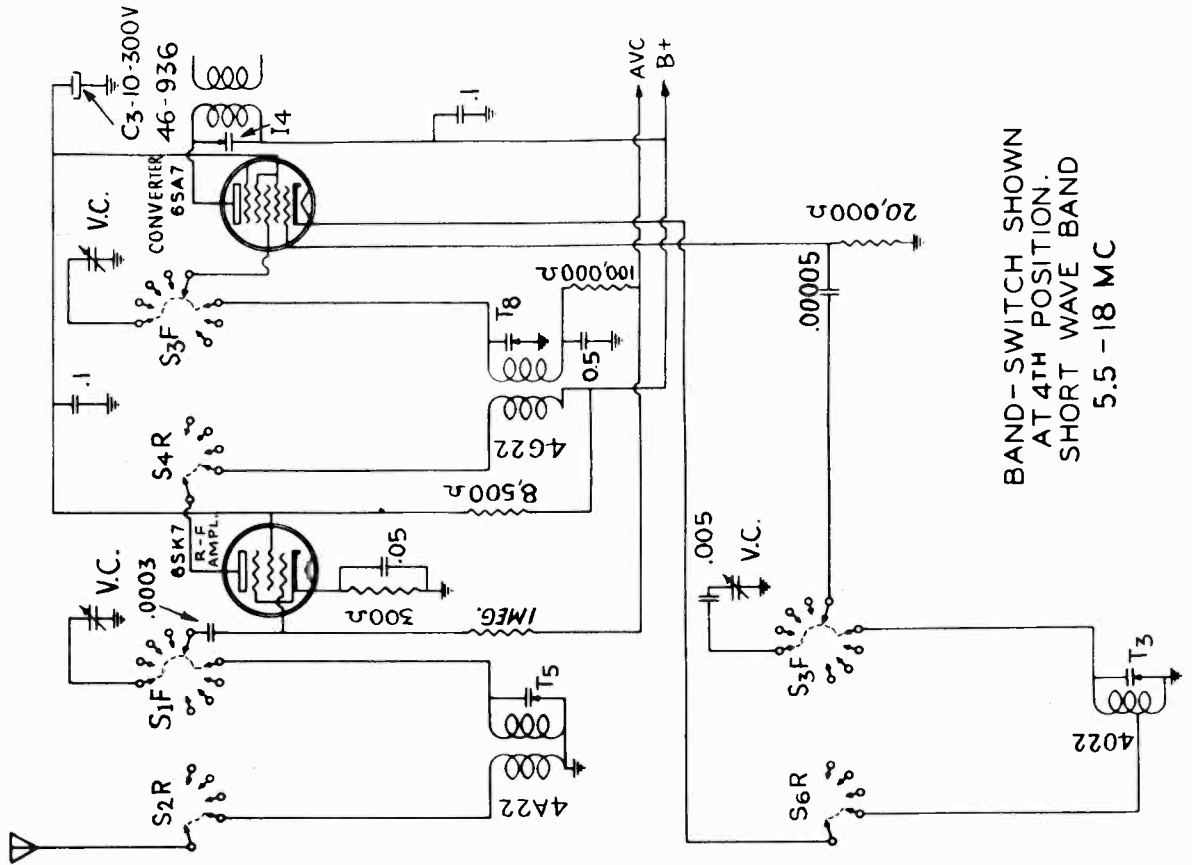 C3-10-300V
46-936
CONVERTER
6SA7
V.C.
S3F
.1
I4
.1
AVC
B+
S4R
6SK7
R-F
AMPL.
V.C.
.0003
S1F
S2R
.05
300Ω
1MEG.
8,500Ω
4G22
T8
0.5
100,000Ω
20,000Ω
.00005
T5
4A22
.005
V.C.
S3F
S6R
T3
4022
BAND-SWITCH SHOWN
AT 4TH POSITION.
SHORT WAVE BAND
5.5-18 MC